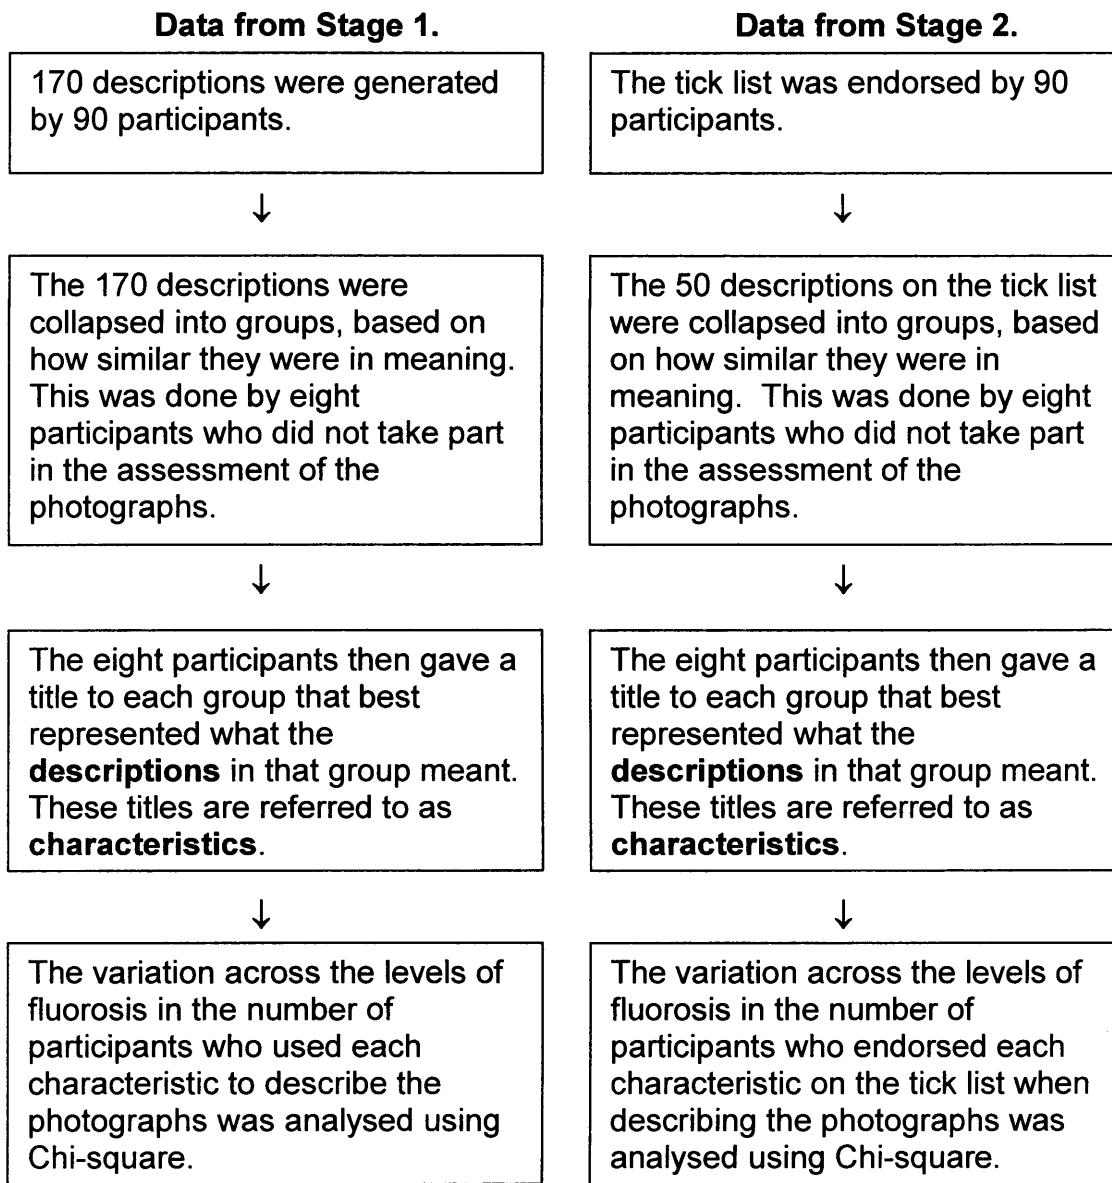 Data from Stage 1.
170 descriptions were generated
by 90 participants.
↓
The 170 descriptions were
collapsed into groups, based on
how similar they were in meaning.
This was done by eight
participants who did not take part
in the assessment of the
photographs.
↓
The eight participants then gave a
title to each group that best
represented what the
descriptions in that group meant.
These titles are referred to as
characteristics.
↓
The variation across the levels of
fluorosis in the number of
participants who used each
characteristic to describe the
photographs was analysed using
Chi-square.
Data from Stage 2.
The tick list was endorsed by 90
participants.
↓
The 50 descriptions on the tick list
were collapsed into groups, based
on how similar they were in
meaning.  This was done by eight
participants who did not take part
in the assessment of the
photographs.
↓
The eight participants then gave a
title to each group that best
represented what the
descriptions in that group meant.
These titles are referred to as
characteristics.
↓
The variation across the levels of
fluorosis in the number of
participants who endorsed each
characteristic on the tick list when
describing the photographs was
analysed using Chi-square.